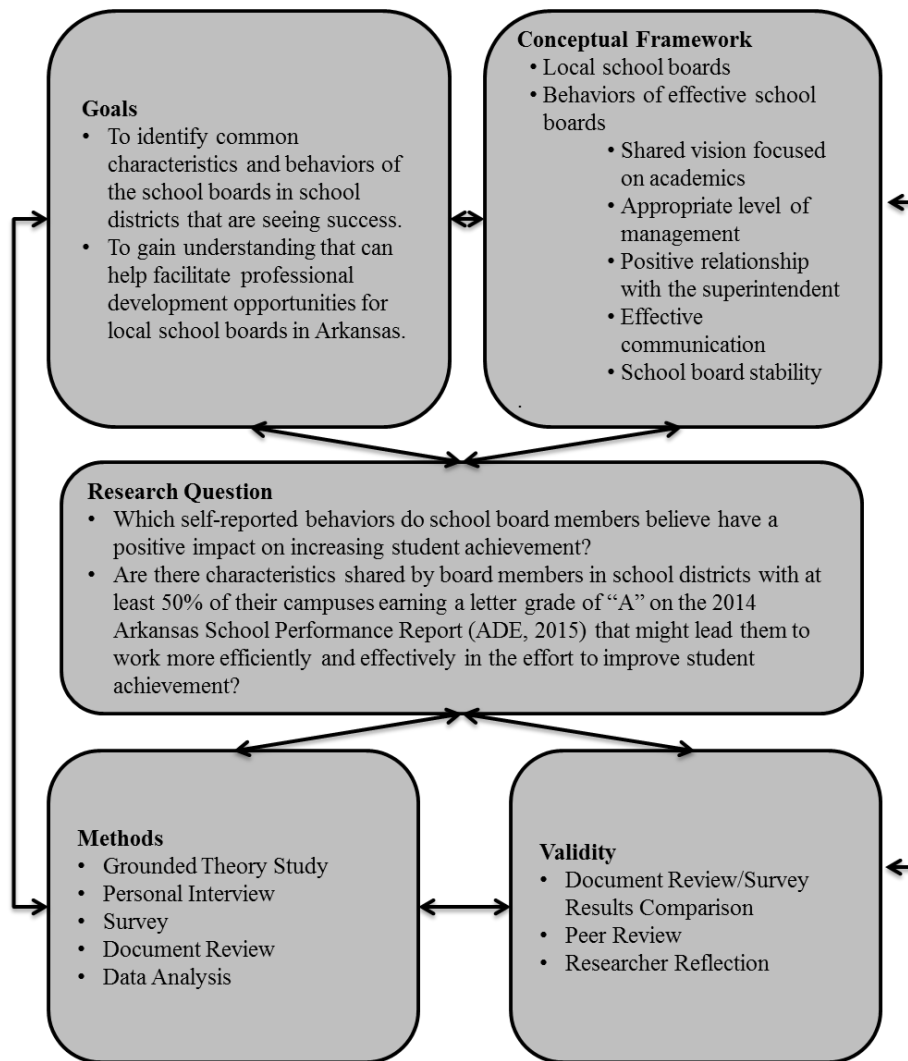 Goals
• To identify common
characteristics and behaviors of
the school boards in school
districts that are seeing success.
• To gain understanding that can
help facilitate professional
development opportunities for
local school boards in Arkansas.
Conceptual Framework
• Local school boards
• Behaviors of effective school
boards
• Shared vision focused
on academics
• Appropriate level of
management
• Positive relationship
with the superintendent
• Effective
communication
• School board stability
.
Research Question
• Which self-reported behaviors do school board members believe have a
positive impact on increasing student achievement?
• Are there characteristics shared by board members in school districts with at
least 50% of their campuses earning a letter grade of “A” on the 2014
Arkansas School Performance Report (ADE, 2015) that might lead them to
work more efficiently and effectively in the effort to improve student
achievement?
Methods
• Grounded Theory Study
• Personal Interview
• Survey
• Document Review
• Data Analysis
Validity
• Document Review/Survey
Results Comparison
• Peer Review
• Researcher Reflection